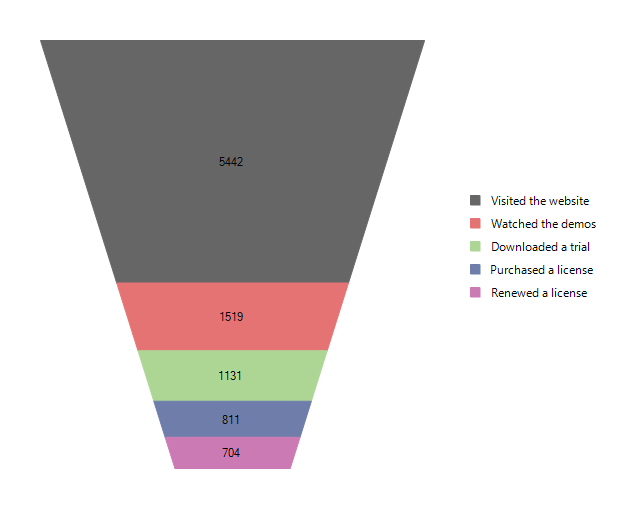 5442
1519
1131
811
704
Visited the website
Watched the demos
Downloaded a trial
Purchased a license
Renewed a license